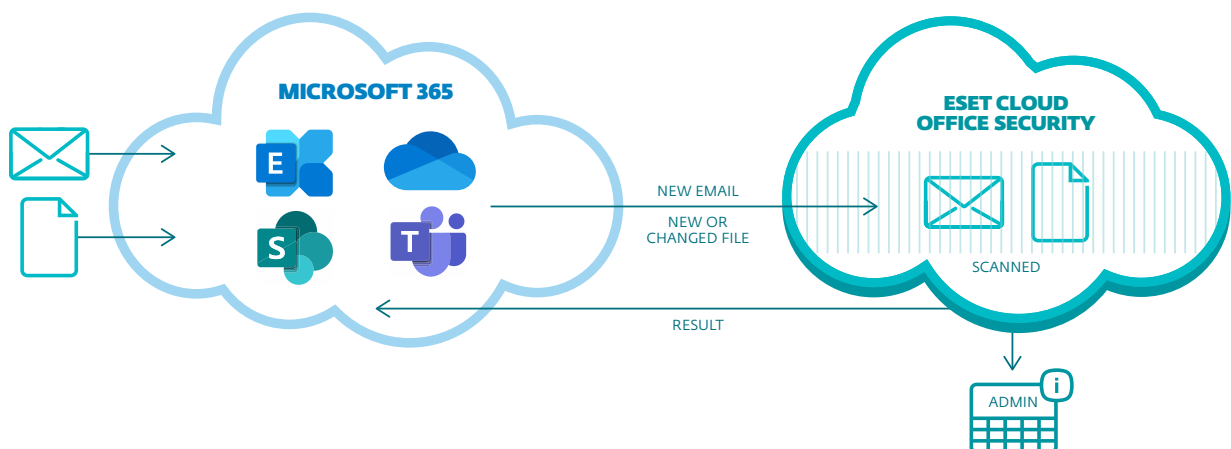 MICROSOFT 365
E
S
T
NEW EMAIL
NEW OR
CHANGED FILE
RESULT
ESET CLOUD
OFFICE SECURITY
SCANNED
i
ADMIN